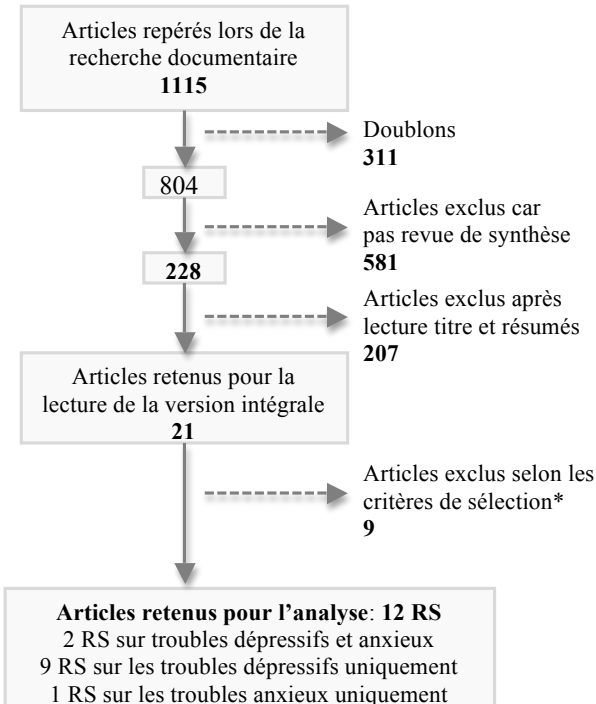 Articles repérés lors de la
recherche documentaire
1115
Doublons
311
804
Articles exclus car
pas revue de synthèse
581
228
Articles exclus après
lecture titre et résumés
207
Articles retenus pour la
lecture de la version intégrale
21
Articles exclus selon les
critères de sélection*
9
Articles retenus pour l’analyse: 12 RS
2 RS sur troubles dépressifs et anxieux
9 RS sur les troubles dépressifs uniquement
1 RS sur les troubles anxieux uniquement